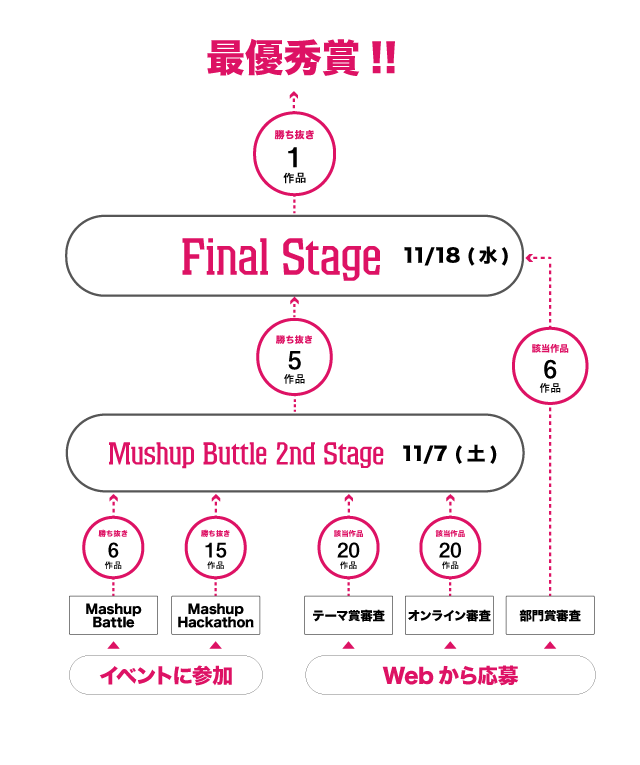 最優秀賞 !!
勝ち抜き
1
作品
Final Stage 11/18 ( 水 )
勝ち抜き
5
作品
該当作品
6
作品
Mushup Buttle 2nd Stage 11/7 ( 土 )
勝ち抜き
6
作品
勝ち抜き
15
作品
該当作品
20
作品
該当作品
20
作品
Mashup
Battle
Mashup
Hackathon
テーマ賞審査
オンライン審査
部門賞審査
イベントに参加
Webから応募